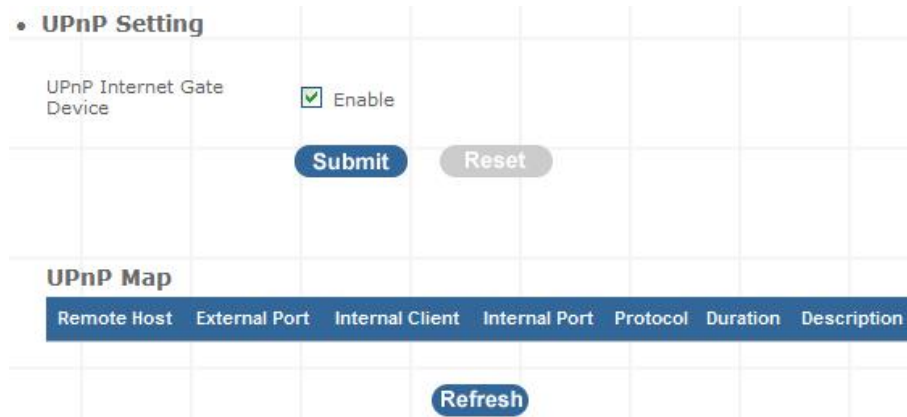 • UPnP Setting
UPnP Internet Gate
Device
Enable
Submit Reset
UPnP Map
Remote Host External Port Internal Client Internal Port Protocol Duration Description
Refresh